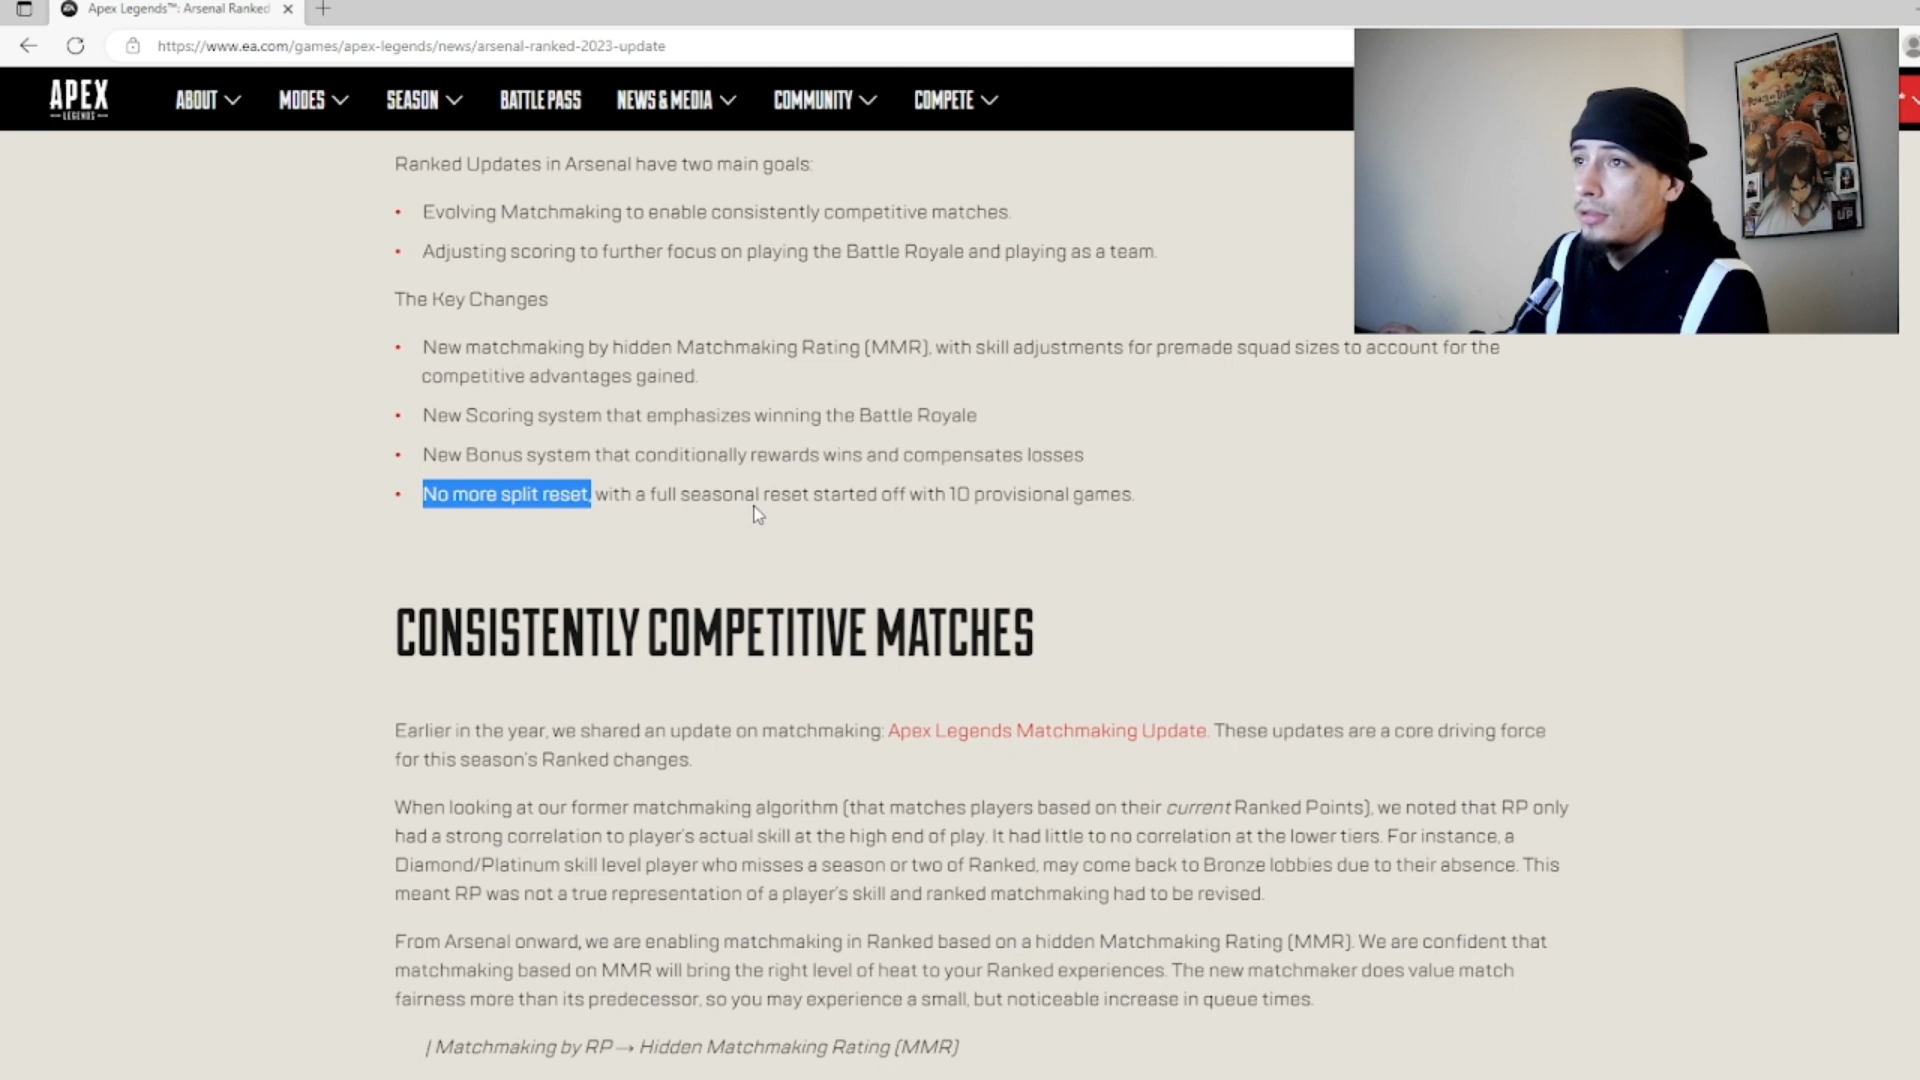 Apex Legends™: Arsenal Ranked
https://www.ea.com/games/apex-legends/news/arsenal-ranked-2023-update
APEX
LEGENDS
ABOUT
MODES
SEASON
BATTLE PASS
NEWS & MEDIA
COMMUNITY
COMPETE
Ranked Updates in Arsenal have two main goals:
• Evolving Matchmaking to enable consistently competitive matches.
• Adjusting scoring to further focus on playing the Battle Royale and playing as a team.
The Key Changes
• New matchmaking by hidden Matchmaking Rating (MMR), with skill adjustments for premade squad sizes to account for the
competitive advantages gained.
• New Scoring system that emphasizes winning the Battle Royale
• New Bonus system that conditionally rewards wins and compensates losses
• No more split reset, with a full seasonal reset started off with 10 provisional games.
CONSISTENTLY COMPETITIVE MATCHES
Earlier in the year, we shared an update on matchmaking: Apex Legends Matchmaking Update. These updates are a core driving force
for this season's Ranked changes.
When looking at our former matchmaking algorithm (that matches players based on their current Ranked Points), we noted that RP only
had a strong correlation to player's actual skill at the high end of play. It had little to no correlation at the lower tiers. For instance, a
Diamond/Platinum skill level player who misses a season or two of Ranked, may come back to Bronze lobbies due to their absence. This
meant RP was not a true representation of a player's skill and ranked matchmaking had to be revised.
From Arsenal onward, we are enabling matchmaking in Ranked based on a hidden Matchmaking Rating (MMR). We are confident that
matchmaking based on MMR will bring the right level of heat to your Ranked experiences. The new matchmaker does value match
fairness more than its predecessor, so you may experience a small, but noticeable increase in queue times.
| Matchmaking by RP → Hidden Matchmaking Rating (MMR)